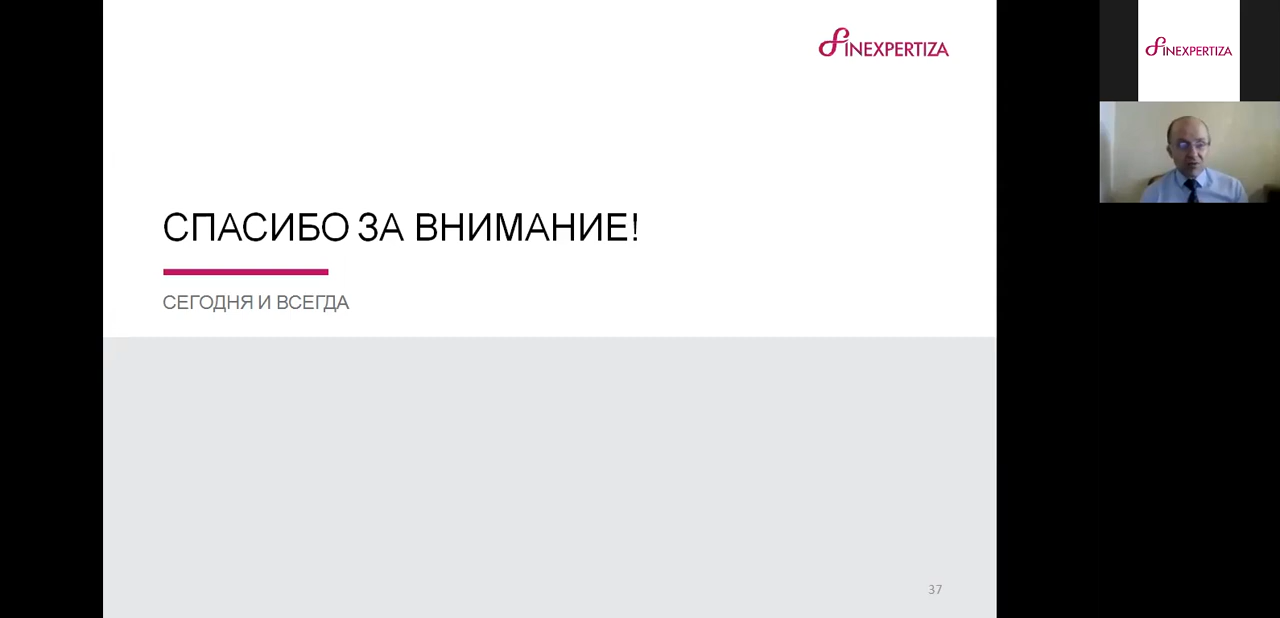 FINEXPERTIZA
FINEXPERTIZA
СПАСИБО ЗА ВНИМАНИЕ!
СЕГОДНЯ И ВСЕГДА
37